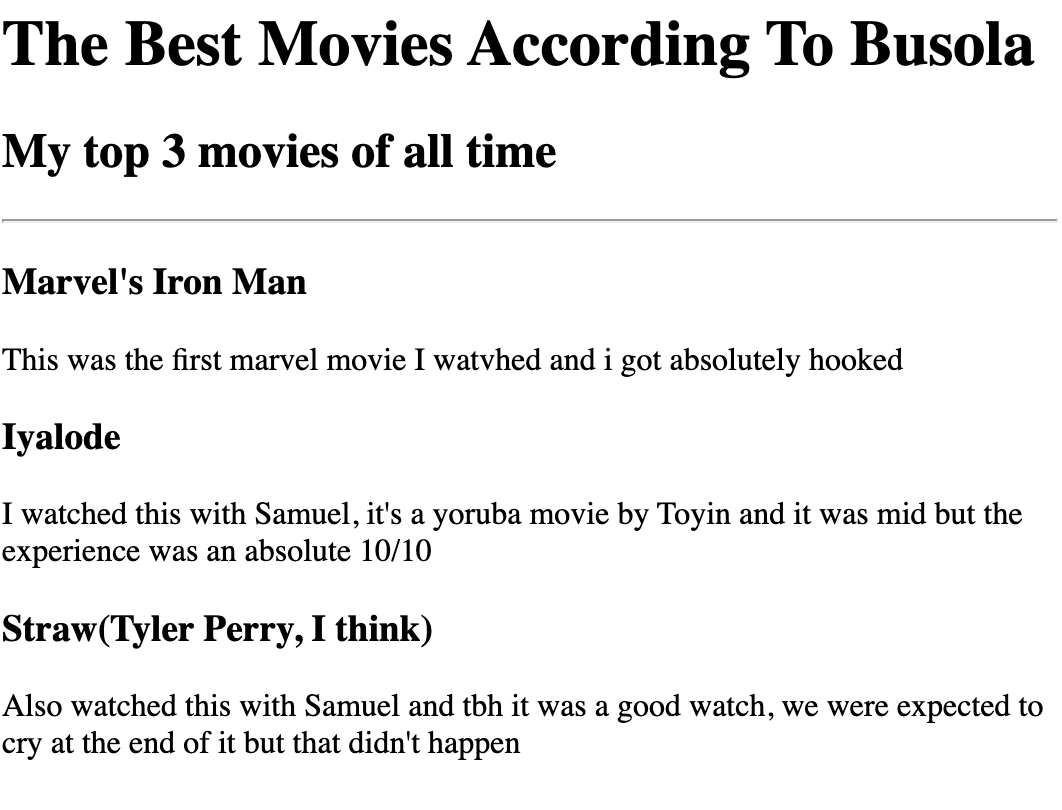 The Best Movies According To Busola
My top 3 movies of all time
Marvel's Iron Man
This was the first marvel movie I watvhed and i got absolutely hooked
Iyalode
I watched this with Samuel, it's a yoruba movie by Toyin and it was mid but the
experience was an absolute 10/10
Straw(Tyler Perry, I think)
Also watched this with Samuel and tbh it was a good watch, we were expected to
cry at the end of it but that didn't happen